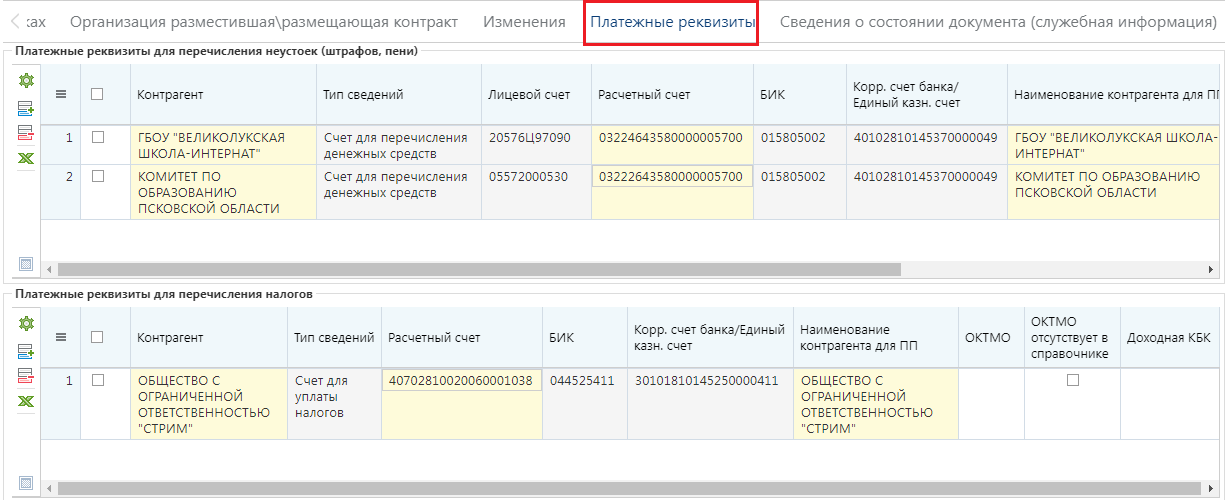 ках Организация разместившая\размещающая контракт Изменения Платежные реквизиты Сведения о состоянии документа (служебная информация)
Платежные реквизиты для перечисления неустоек (штрафов, пени)
Контрагент Тип сведений Лицевой счет Расчетный счет БИК Корр. счет банка/ Наименование контрагента для ПП
Единый казн. счет
1 ГБОУ "ВЕЛИКОЛУКСКАЯ Счет для перечисления 20576Ц97090 03224643580000005700 015805002 40102810145370000049 ГБОУ "ВЕЛИКОЛУКСКАЯ ШКОЛА-
ШКОЛА-ИНТЕРНАТ" денежных средств ИНТЕРНАТ"
2 КОМИТЕТ ПО Счет для перечисления 05572000530 03222643580000005700 015805002 40102810145370000049 КОМИТЕТ ПО ОБРАЗОВАНИЮ
ОБРАЗОВАНИЮ денежных средств ПСКОВСКОЙ ОБЛАСТИ
ПСКОВСКОЙ ОБЛАСТИ
Платежные реквизиты для перечисления налогов
Контрагент Тип сведений Расчетный счет БИК Корр. счет банка/Единый Наименование ОКТМО ОКТМО Доходная КБК
казн. счет контрагента для ПП отсутствует в
справочнике
1 ОБЩЕСТВО С Счет для 40702810020060001038 044525411 30101810145250000411 ОБЩЕСТВО С
ОГРАНИЧЕННОЙ уплаты ОГРАНИЧЕННОЙ
ОТВЕТСТВЕННОСТЬЮ налогов ОТВЕТСТВЕННОСТЬЮ
"СТРИМ" "СТРИМ"